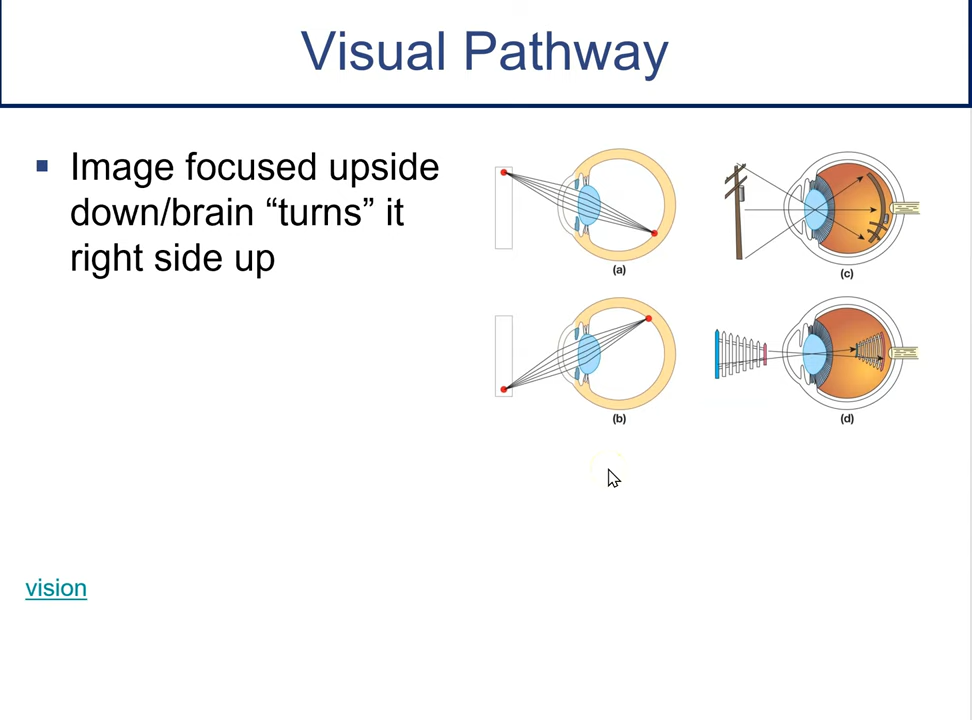 Visual Pathway
Image focused upside
down/brain “turns” it
right side up
(a)
(c)
(b)
(d)
vision